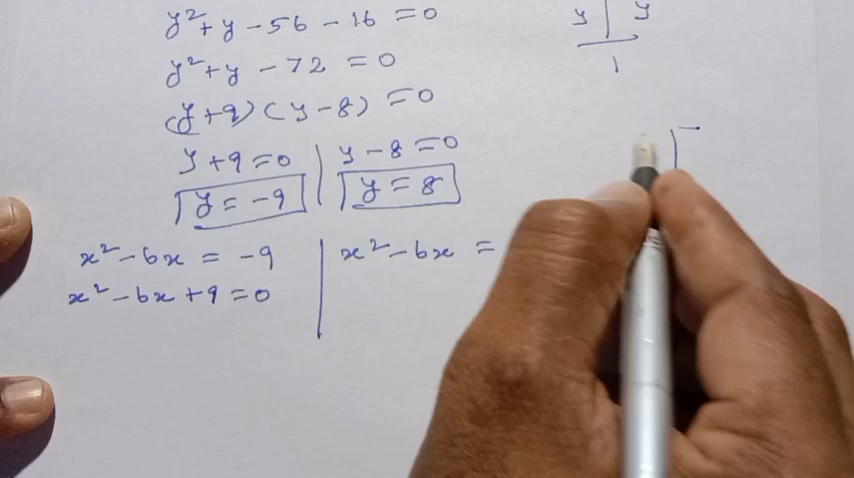 y² + y - 56 - 16 = 0
y | y
1
y² + y - 72 = 0
(y + 9) (y - 8) = 0
y + 9 = 0 | y - 8 = 0
y = -9 | y = 8
x² - 6x = -9 | x² - 6x =
x² - 6x + 9 = 0